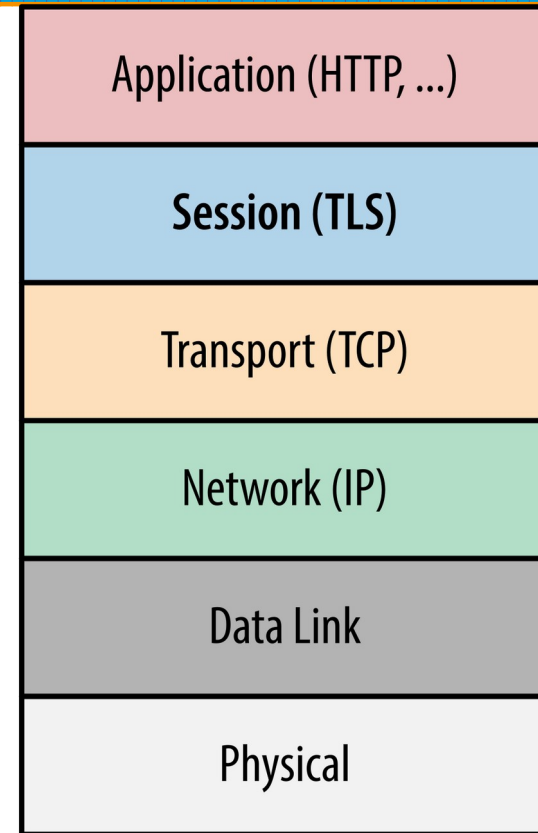 Application (HTTP, ...)
Session (TLS)
Transport (TCP)
Network (IP)
Data Link
Physical